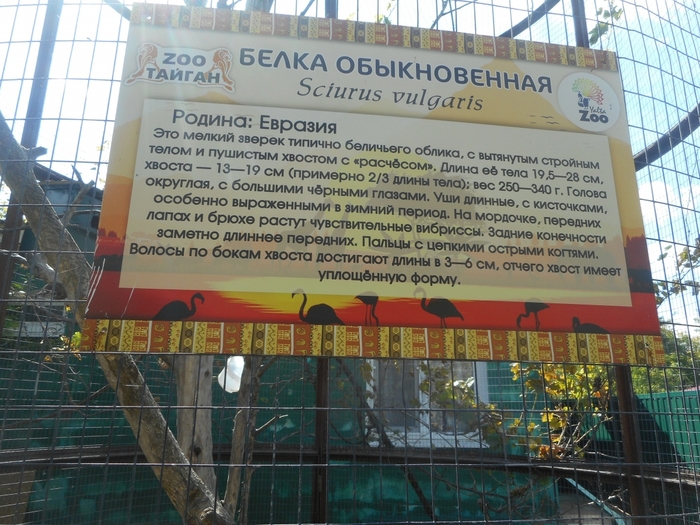 ZOO
ТАЙГАН
БЕЛКА ОБЫКНОВЕННАЯ
Sciurus vulgaris
Yalta
Zoo
Родина: Евразия
Это мелкий зверек типично беличьего облика, с вытянутым стройным
телом и пушистым хвостом с «расчёсом». Длина её тела 19,5—28 см,
хвоста — 13—19 см (примерно 2/3 длины тела); вес 250—340 г. Голова
округлая, с большими чёрными глазами. Уши длинные, с кисточками,
особенно выраженными в зимний период. На мордочке, передних
лапах и брюхе растут чувствительные вибриссы. Задние конечности
заметно длиннее передних. Пальцы с цепкими острыми когтями.
Волосы по бокам хвоста достигают длины в 3—6 см, отчего хвост имеет
уплощённую форму.